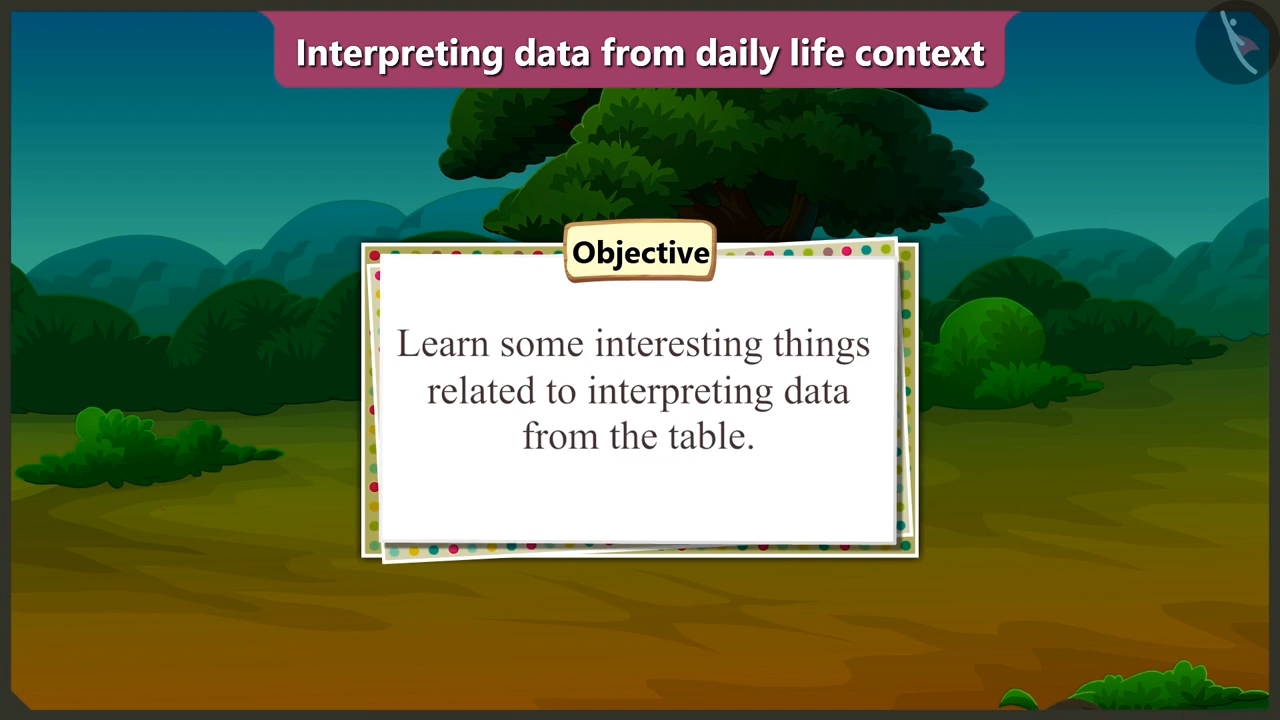 Interpreting data from daily life context
Objective
Learn some interesting things
related to interpreting data
from the table.